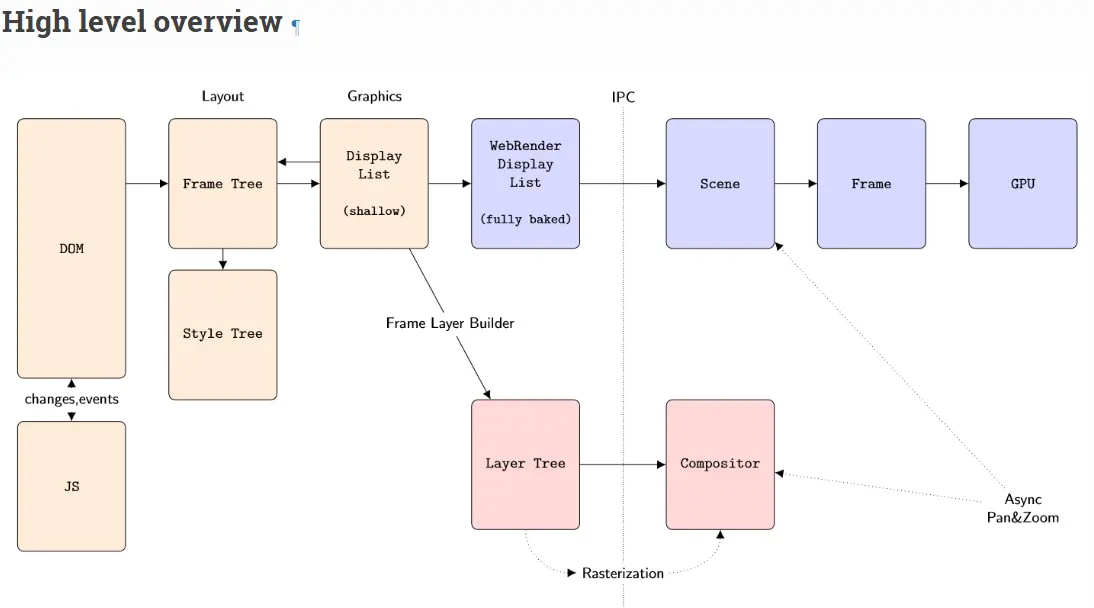 High level overview ¶
Layout
Graphics
IPC
DOM
Frame Tree
Display
List
(shallow)
WebRender
Display
List
(fully baked)
Scene
Frame
GPU
Style Tree
Frame Layer Builder
changes,events
JS
Layer Tree
Compositor
Async
Pan&Zoom
Rasterization